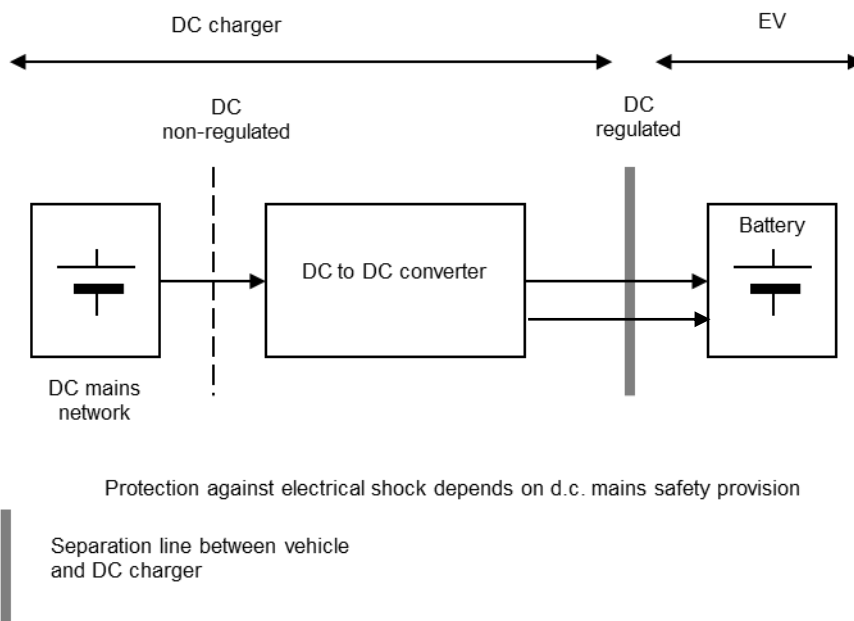 DC charger
EV
DC
non-regulated
DC
regulated
Battery
DC to DC converter
DC mains
network
Protection against electrical shock depends on d.c. mains safety provision
Separation line between vehicle
and DC charger